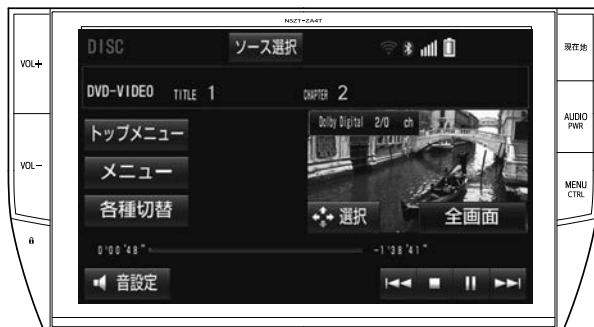 NSZT-ZA4T
DISC ソース選択
VOL+
現在地
DVD-VIDEO TITLE 1 CHAPTER 2
Dolby Digital 2/0 ch
トップメニュー
AUDIO
PWR
メニュー
VOL−
MENU
CTRL
各種切替
選択 全画面
0'00'48" -1'38'41"
音設定